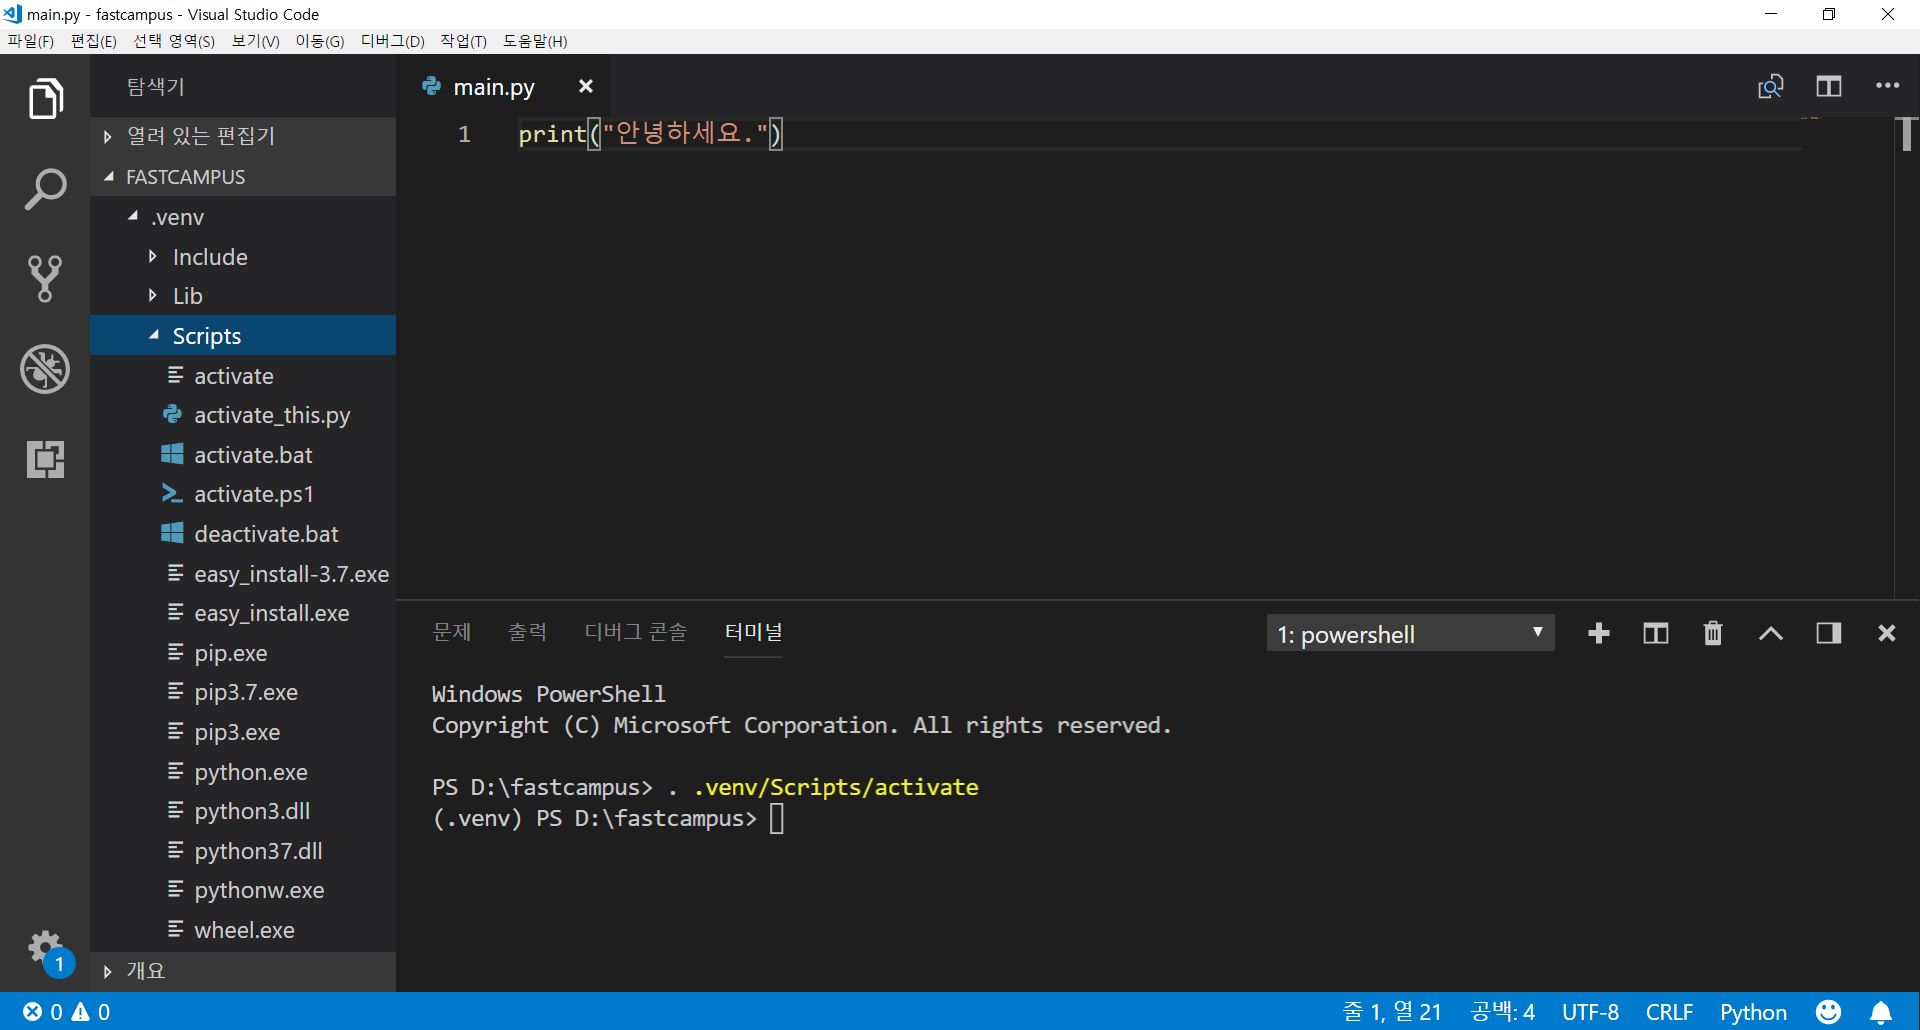 main.py - fastcampus - Visual Studio Code
파일(F) 편집(E) 선택 영역(S) 보기(V) 이동(G) 디버그(D) 작업(T) 도움말(H)
탐색기
열려 있는 편집기
FASTCAMPUS
.venv
Include
Lib
Scripts
activate
activate_this.py
activate.bat
activate.ps1
deactivate.bat
easy_install-3.7.exe
easy_install.exe
pip.exe
pip3.7.exe
pip3.exe
python.exe
python3.dll
python37.dll
pythonw.exe
wheel.exe
개요
1
main.py
1 print("안녕하세요.")
문제 출력 디버그 콘솔 터미널 1: powershell
Windows PowerShell
Copyright (C) Microsoft Corporation. All rights reserved.
PS D:\fastcampus> . .venv/Scripts/activate
(.venv) PS D:\fastcampus>
0 0 줄 1, 열 21 공백: 4 UTF-8 CRLF Python